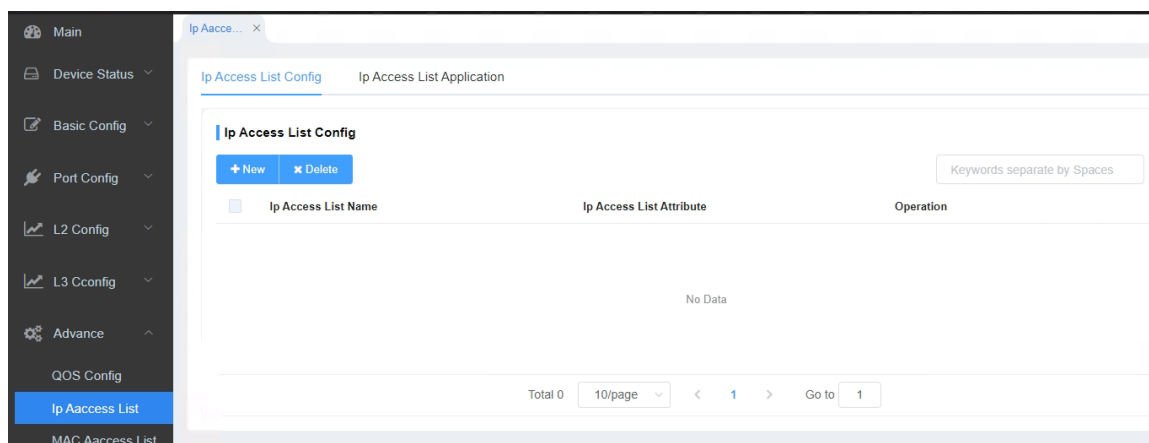 Main
Device Status
Basic Config
Port Config
L2 Config
L3 Cconfig
Advance
QOS Config
Ip Aaccess List
MAC Aaccess List
Ip Aacce...
Ip Access List Config Ip Access List Application
Ip Access List Config
New Delete Keywords separate by Spaces
Ip Access List Name Ip Access List Attribute Operation
No Data
Total 0 10/page 1 Go to 1